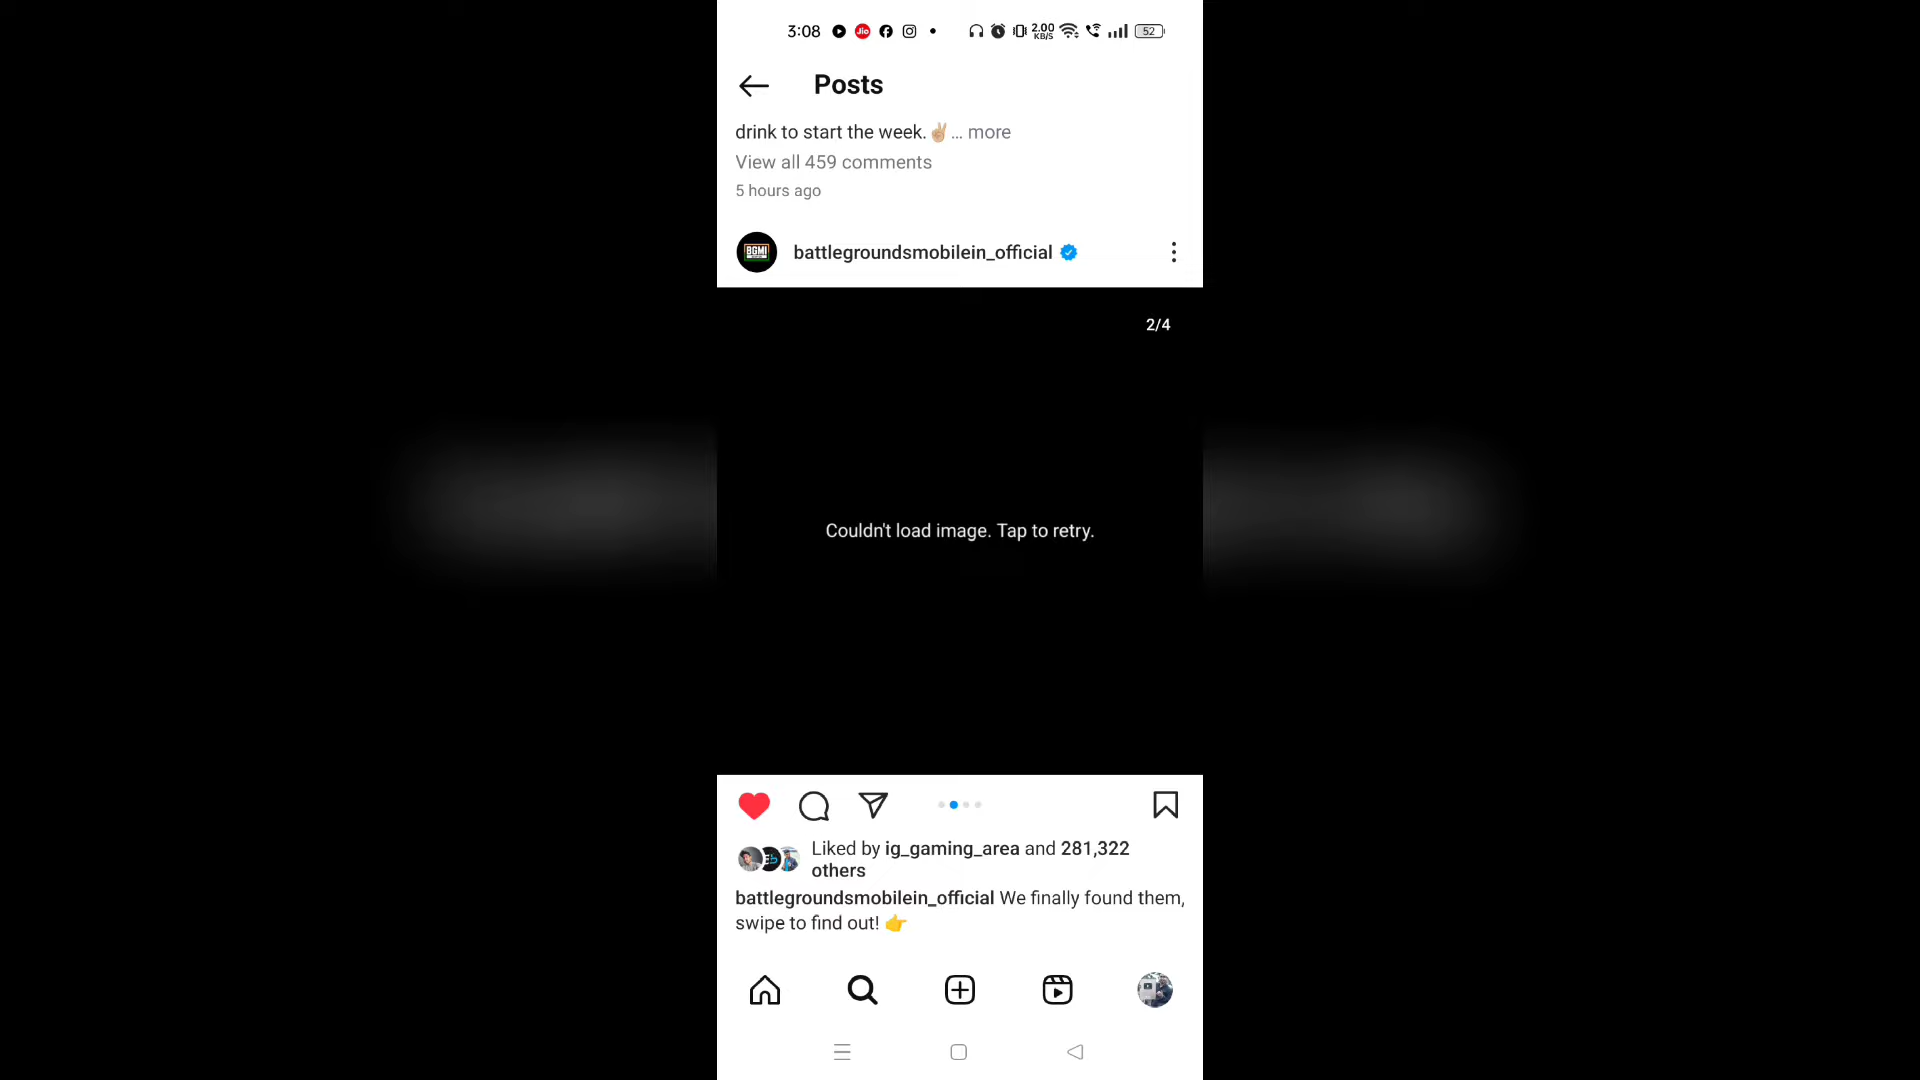 3:08 Jio 2.00 KB/S 52
Posts
drink to start the week.✌🏼... more
View all 459 comments
5 hours ago
BGMI battlegroundsmobilein_official
2/4
Couldn't load image. Tap to retry.
Liked by ig_gaming_area and 281,322
others
battlegroundsmobilein_official We finally found them,
swipe to find out! 👉